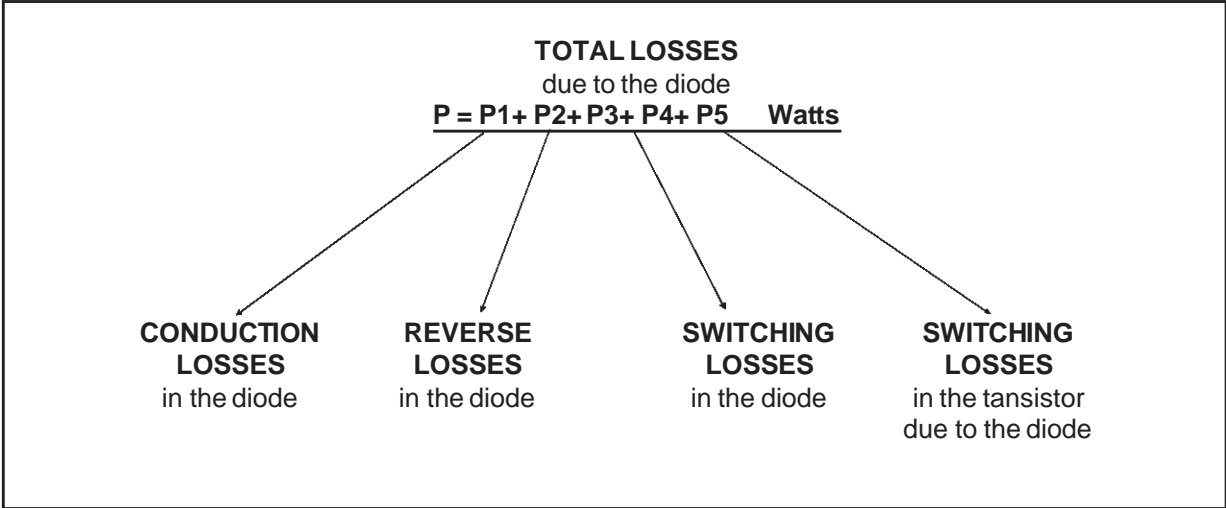 TOTAL LOSSES
due to the diode
P = P1+ P2+ P3+ P4+ P5 Watts
CONDUCTION
LOSSES
in the diode
REVERSE
LOSSES
in the diode
SWITCHING
LOSSES
in the diode
SWITCHING
LOSSES
in the tansistor
due to the diode